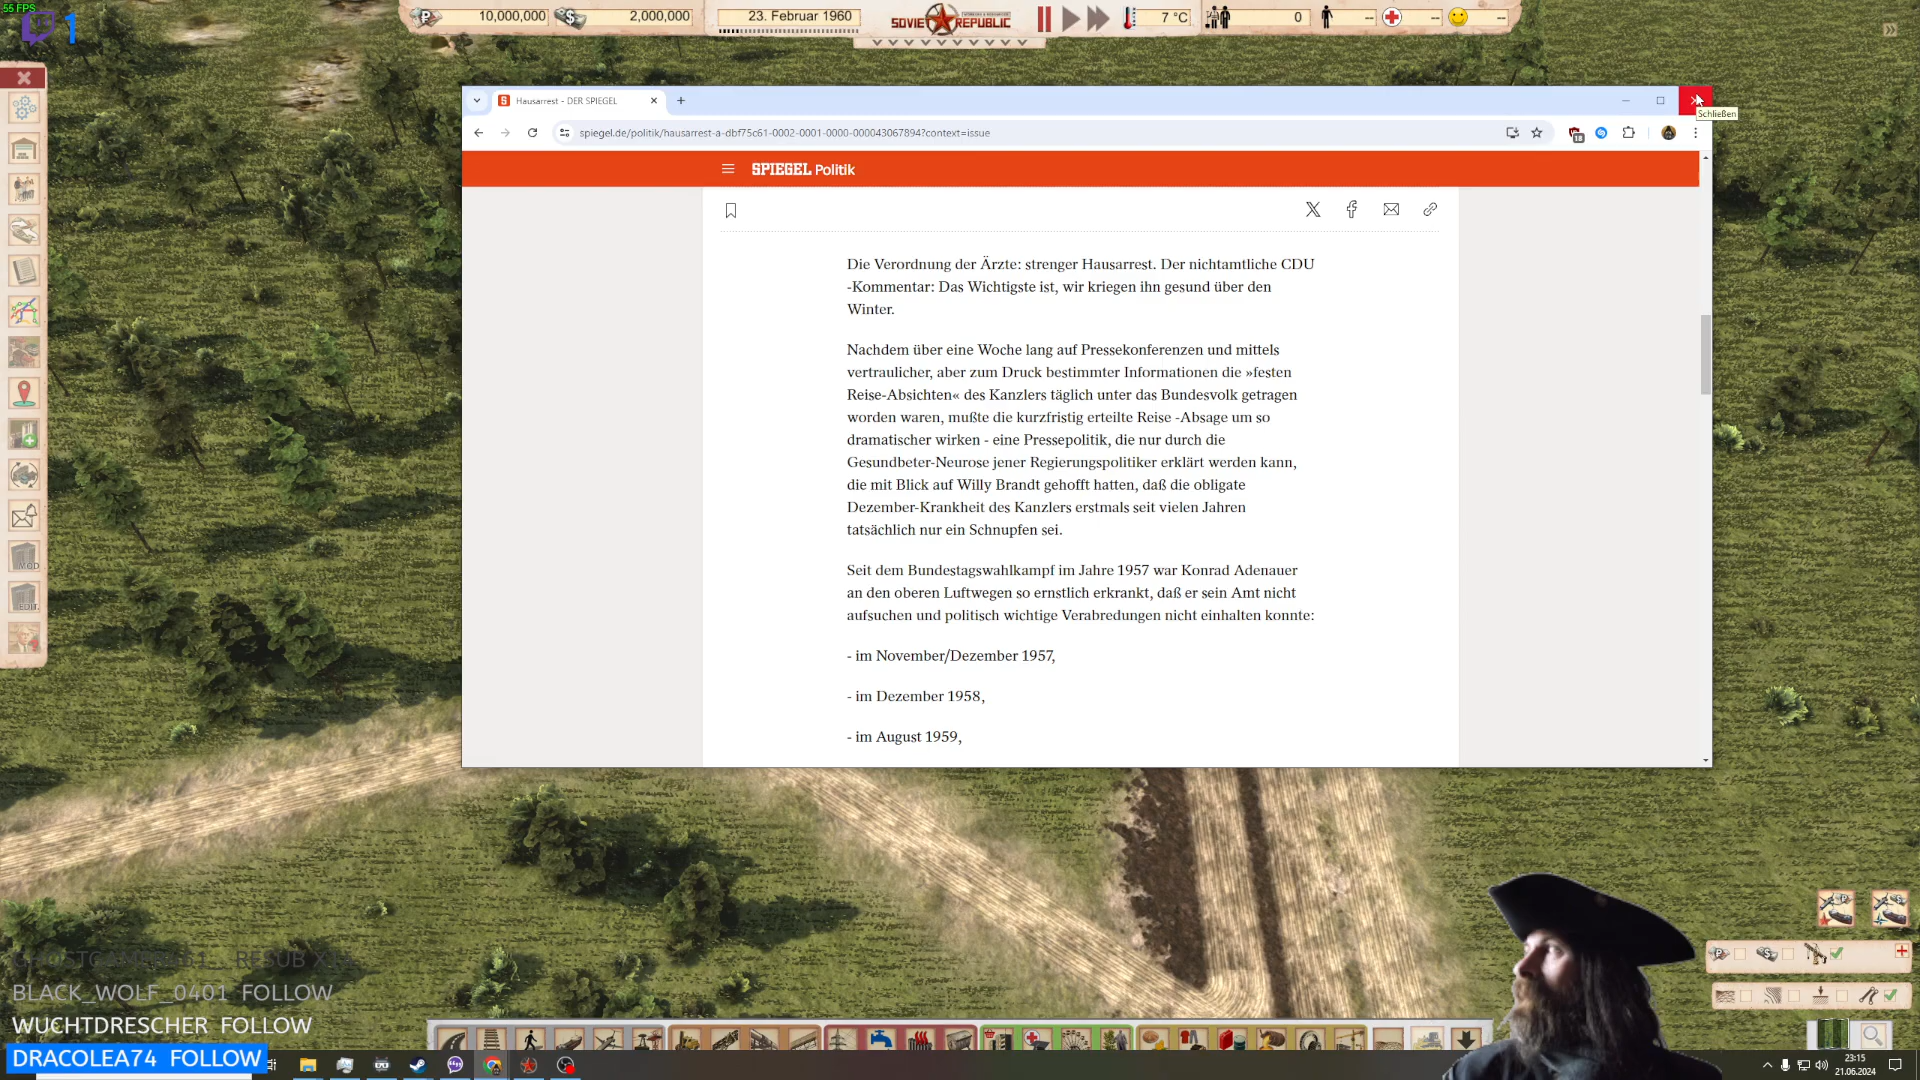 55 FPS
1
10,000,000
2,000,000
23. Februar 1960
SOVIET REPUBLIC
7 °C
0
--
--
--
Hausarrest - DER SPIEGEL
Schließen
spiegel.de/politik/hausarrest-a-dbf75c61-0002-0001-0000-000043067894?context=issue
SPIEGEL Politik
Die Verordnung der Ärzte: strenger Hausarrest. Der nichtamtliche CDU
-Kommentar: Das Wichtigste ist, wir kriegen ihn gesund über den
Winter.
Nachdem über eine Woche lang auf Pressekonferenzen und mittels
vertraulicher, aber zum Druck bestimmter Informationen die »festen
Reise-Absichten« des Kanzlers täglich unter das Bundesvolk getragen
worden waren, mußte die kurzfristig erteilte Reise -Absage um so
dramatischer wirken - eine Pressepolitik, die nur durch die
Gesundbeter-Neurose jener Regierungspolitiker erklärt werden kann,
die mit Blick auf Willy Brandt gehofft hatten, daß die obligate
Dezember-Krankheit des Kanzlers erstmals seit vielen Jahren
tatsächlich nur ein Schnupfen sei.
Seit dem Bundestagswahlkampf im Jahre 1957 war Konrad Adenauer
an den oberen Luftwegen so ernstlich erkrankt, daß er sein Amt nicht
aufsuchen und politisch wichtige Verabredungen nicht einhalten konnte:
- im November/Dezember 1957,
- im Dezember 1958,
- im August 1959,
MOD
EDIT
RESUB
BLACK_WOLF_0401 FOLLOW
WUCHTDRESCHER FOLLOW
DRACOLEA74 FOLLOW
23:15
21.06.2024